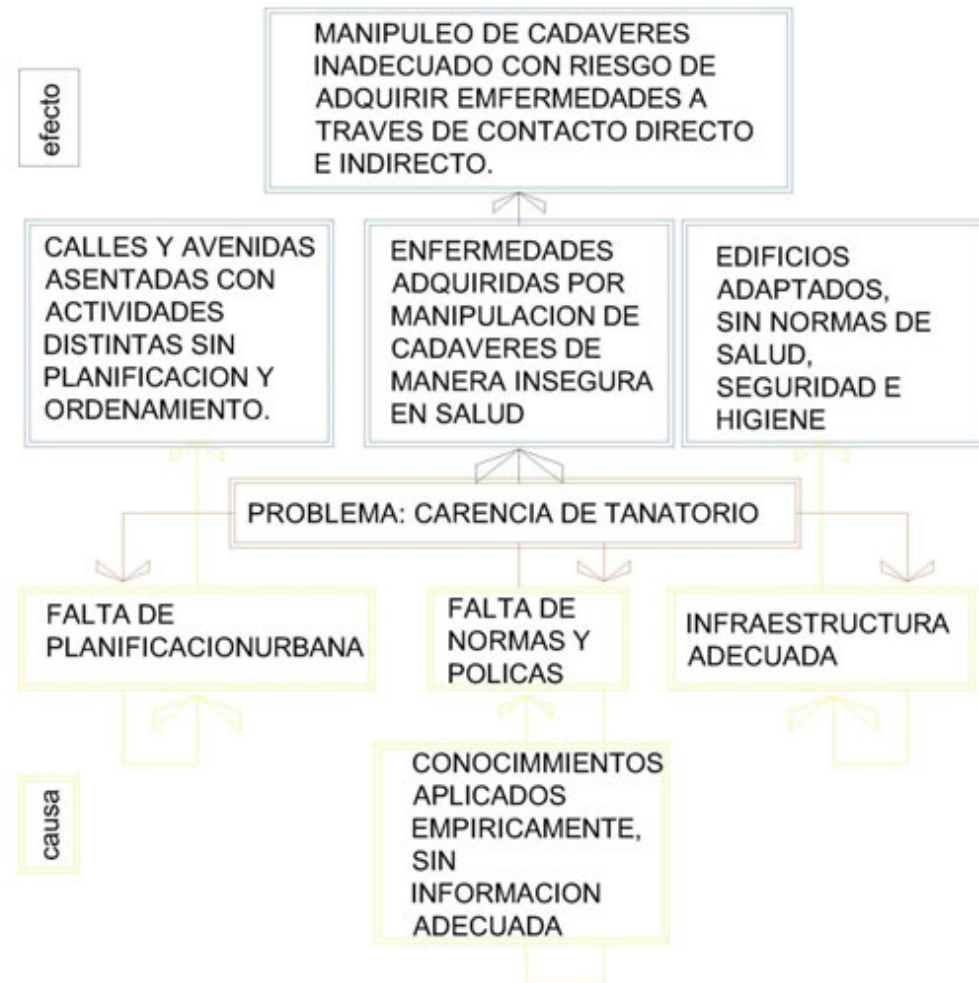 efecto
MANIPULEO DE CADAVERES
INADECUADO CON RIESGO DE
ADQUIRIR EMFERMEDADES A
TRAVES DE CONTACTO DIRECTO
E INDIRECTO.
CALLES Y AVENIDAS
ASENTADAS CON
ACTIVIDADES
DISTINTAS SIN
PLANIFICACION Y
ORDENAMIENTO.
ENFERMEDADES
ADQUIRIDAS POR
MANIPULACION DE
CADAVERES DE
MANERA INSEGURA
EN SALUD
EDIFICIOS
ADAPTADOS,
SIN NORMAS DE
SALUD,
SEGURIDAD E
HIGIENE
PROBLEMA: CARENCIA DE TANATORIO
FALTA DE
PLANIFICACIONURBANA
FALTA DE
NORMAS Y
POLICAS
INFRAESTRUCTURA
ADECUADA
causa
CONOCIMMIENTOS
APLICADOS
EMPIRICAMENTE,
SIN
INFORMACION
ADECUADA